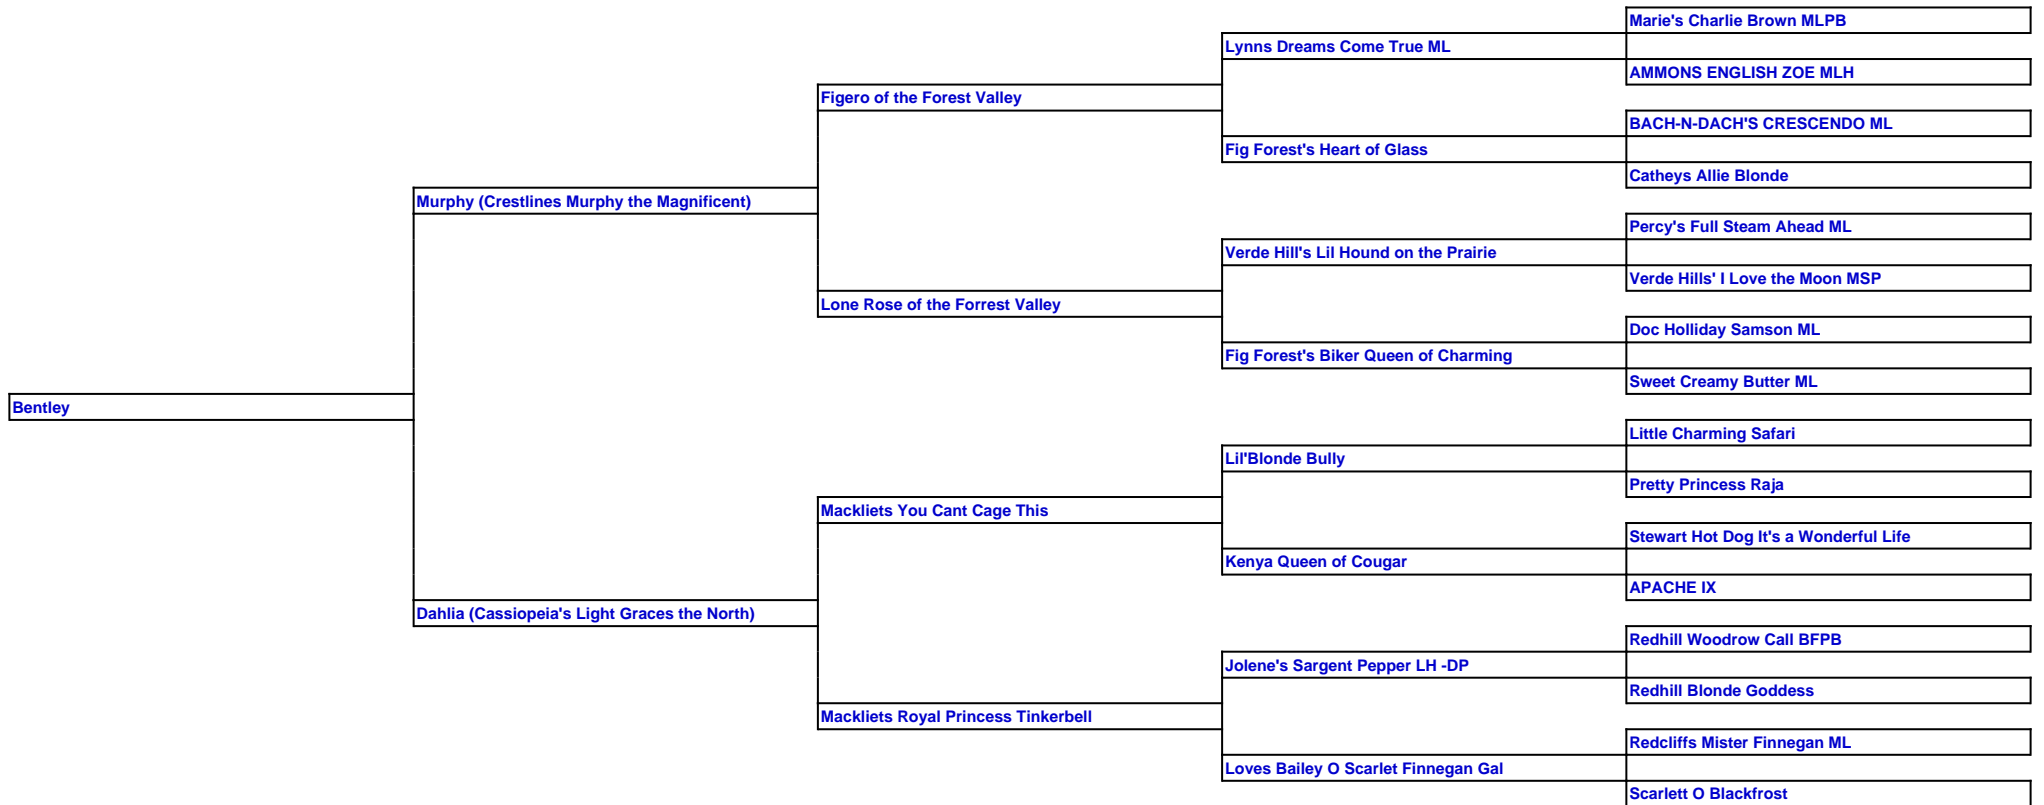 Marie's Charlie Brown MLPB
Lynns Dreams Come True ML
AMMONS ENGLISH ZOE MLH
Figero of the Forest Valley
BACH-N-DACH'S CRESCENDO ML
Fig Forest's Heart of Glass
Catheys Allie Blonde
Murphy (Crestlines Murphy the Magnificent)
Percy's Full Steam Ahead ML
Verde Hill's Lil Hound on the Prairie
Verde Hills' I Love the Moon MSP
Lone Rose of the Forrest Valley
Doc Holliday Samson ML
Fig Forest's Biker Queen of Charming
Sweet Creamy Butter ML
Bentley
Little Charming Safari
Lil'Blonde Bully
Pretty Princess Raja
Mackliets You Cant Cage This
Stewart Hot Dog It's a Wonderful Life
Kenya Queen of Cougar
APACHE IX
Dahlia (Cassiopeia's Light Graces the North)
Redhill Woodrow Call BFPB
Jolene's Sargent Pepper LH -DP
Redhill Blonde Goddess
Mackliets Royal Princess Tinkerbell
Redcliffs Mister Finnegan ML
Loves Bailey O Scarlet Finnegan Gal
Scarlett O Blackfrost